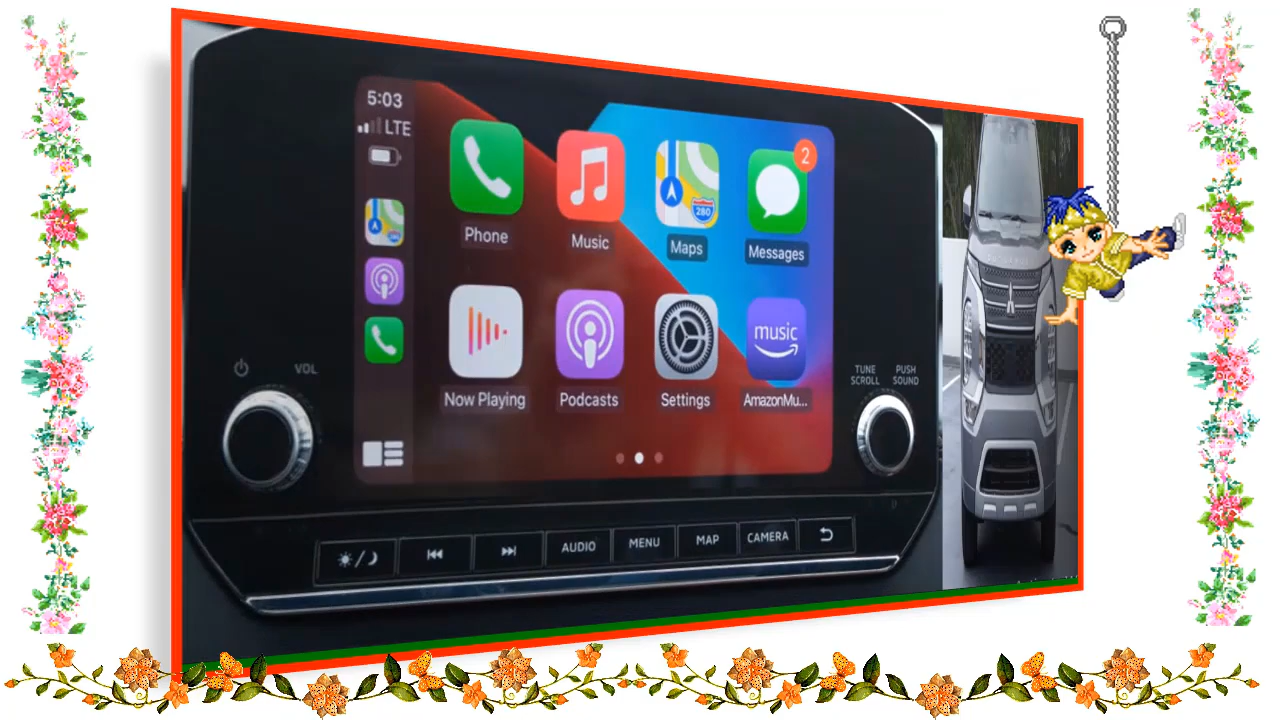 5:03
LTE
2
280
Phone
Music
Maps
Messages
music
Now Playing
Podcasts
Settings
AmazonMu...
VOL
TUNE SCROLL
PUSH SOUND
AUDIO
MENU
MAP
CAMERA